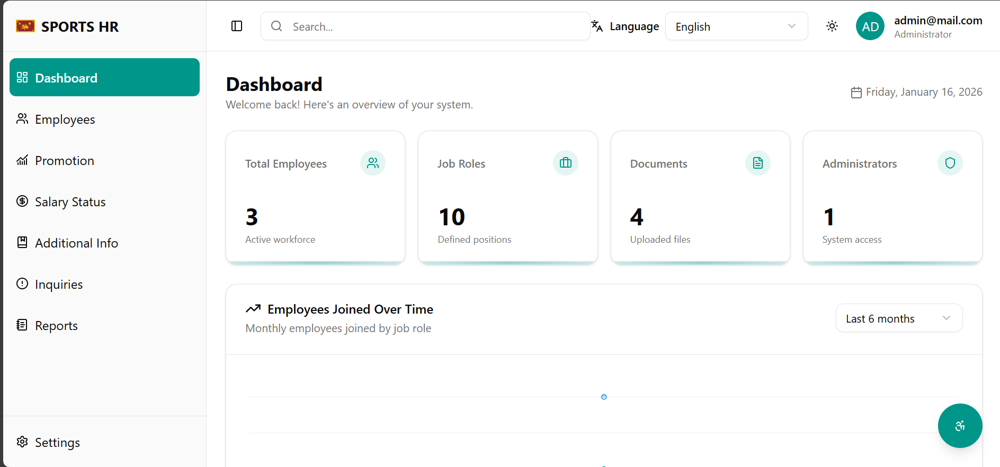 SPORTS HR
Search...
Language
English
AD
admin@mail.com
Administrator
Dashboard
Employees
Promotion
Salary Status
Additional Info
Inquiries
Reports
Settings
Dashboard
Welcome back! Here's an overview of your system.
Friday, January 16, 2026
Total Employees
3
Active workforce
Job Roles
10
Defined positions
Documents
4
Uploaded files
Administrators
1
System access
Employees Joined Over Time
Monthly employees joined by job role
Last 6 months